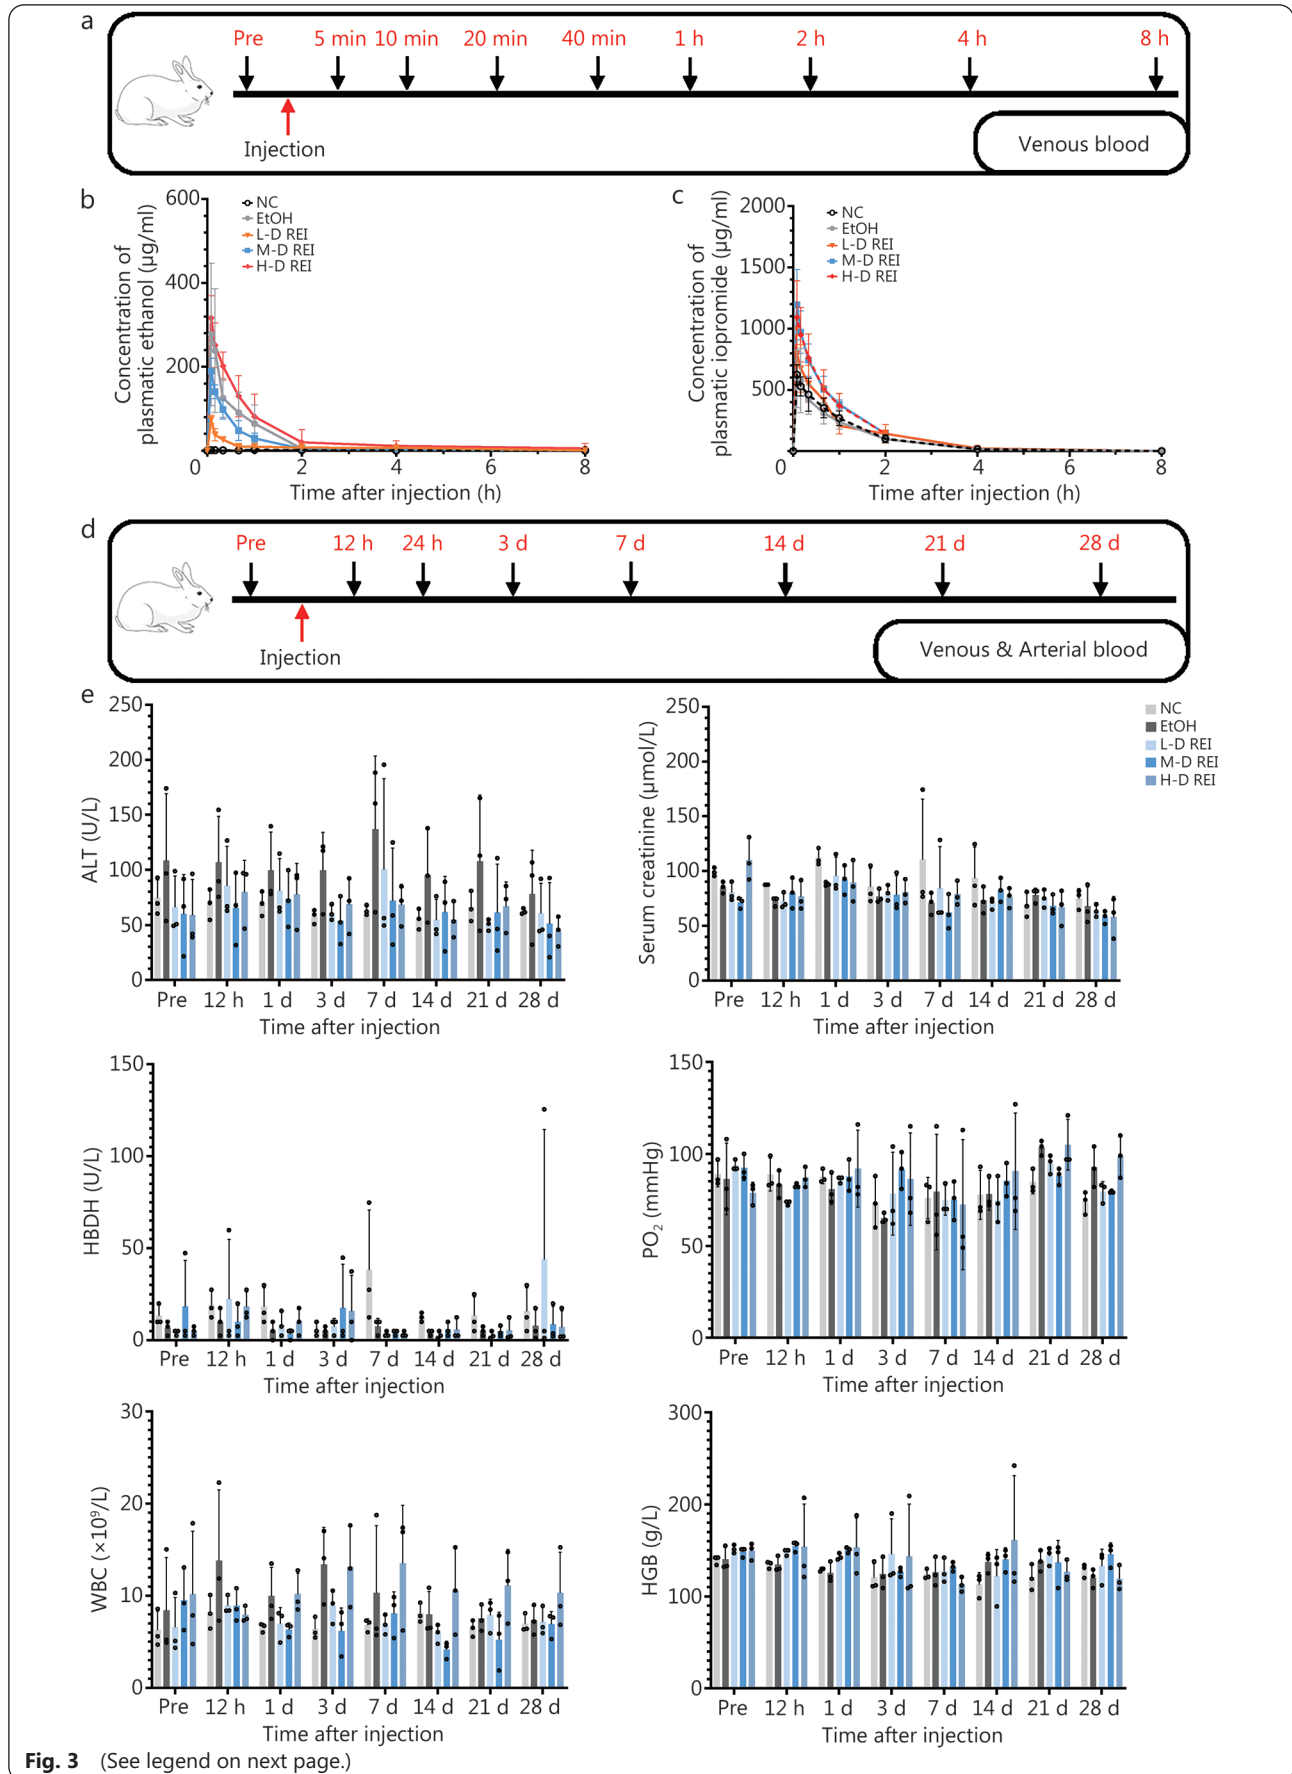 a
Pre 5 min 10 min 20 min 40 min 1 h 2 h 4 h 8 h
Injection
Venous blood
b
Concentration of
plasmatic ethanol (μg/ml)
600
400
200
NC
EtOH
L-D REI
M-D REI
H-D REI
0 2 4 6 8
Time after injection (h)
c
Concentration of
plasmatic iopromide (μg/ml)
2000
1500
1000
500
NC
EtOH
L-D REI
M-D REI
H-D REI
0 2 4 6 8
Time after injection (h)
d
Pre 12 h 24 h 3 d 7 d 14 d 21 d 28 d
Injection
Venous & Arterial blood
e
ALT (U/L)
250
200
150
100
50
0
Pre 12 h 1 d 3 d 7 d 14 d 21 d 28 d
Time after injection
Serum creatinine (μmol/L)
250
200
150
100
50
0
Pre 12 h 1 d 3 d 7 d 14 d 21 d 28 d
Time after injection
NC
EtOH
L-D REI
M-D REI
H-D REI
HBDH (U/L)
150
100
50
0
Pre 12 h 1 d 3 d 7 d 14 d 21 d 28 d
Time after injection
PO₂ (mmHg)
150
100
50
0
Pre 12 h 1 d 3 d 7 d 14 d 21 d 28 d
Time after injection
WBC (×10⁹/L)
30
20
10
0
Pre 12 h 1 d 3 d 7 d 14 d 21 d 28 d
Time after injection
HGB (g/L)
300
200
100
0
Pre 12 h 1 d 3 d 7 d 14 d 21 d 28 d
Time after injection
Fig. 3 (See legend on next page.)